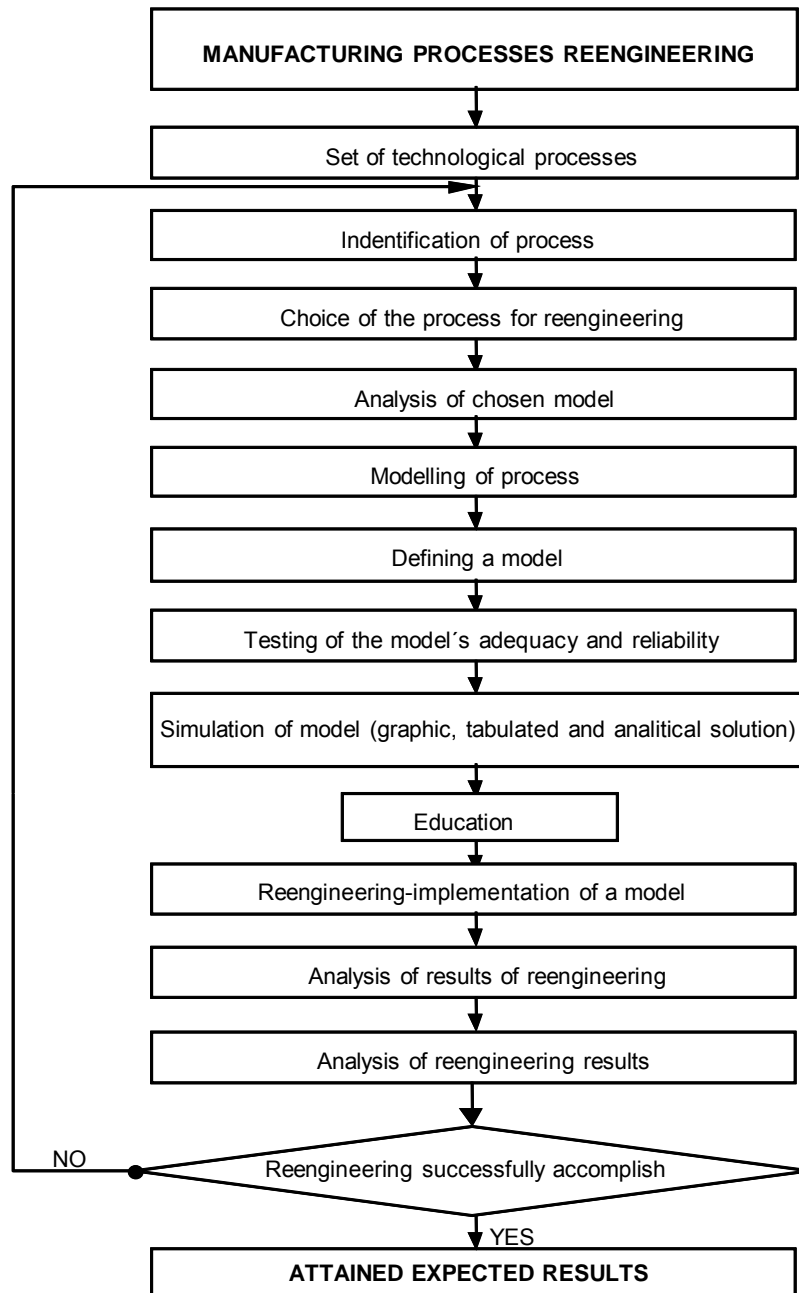 MANUFACTURING PROCESSES REENGINEERING
Set of technological processes
Indentification of process
Choice of the process for reengineering
Analysis of chosen model
Modelling of process
Defining a model
Testing of the model´s adequacy and reliability
Simulation of model (graphic, tabulated and analitical solution)
Education
Reengineering-implementation of a model
Analysis of results of reengineering
Analysis of reengineering results
NO
Reengineering successfully accomplish
YES
ATTAINED EXPECTED RESULTS